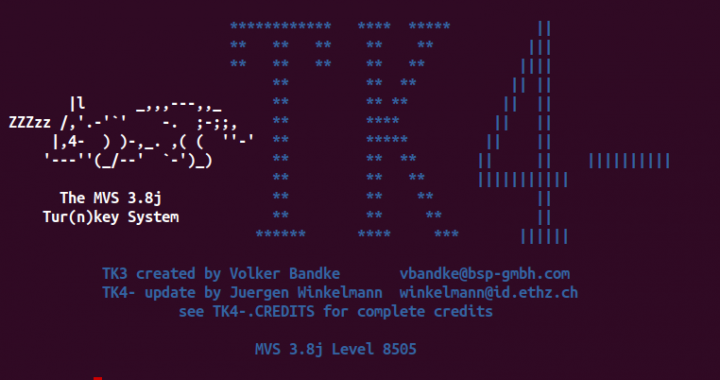 ZZZzz
TK4-
The MVS 3.8j
Tur(n)key System
TK3 created by Volker Bandke vbandke@bsp-gmbh.com
TK4- update by Juergen Winkelmann winkelmann@id.ethz.ch
see TK4-.CREDITS for complete credits
MVS 3.8j Level 8505